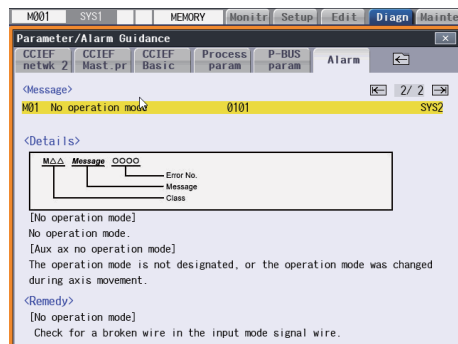 M001 SYS1 MEMORY Monitr Setup Edit Diagn Mainte
Parameter/Alarm Guidance ×
CCIEF netwk 2 CCIEF Mast.pr CCIEF Basic Process param P-BUS param Alarm
<Message> 2/ 2
M01 No operation mode 0101 SYS2
<Details>
M△△ Message ○○○○
Error No.
Message
Class
[No operation mode]
No operation mode.
[Aux ax no operation mode]
The operation mode is not designated, or the operation mode was changed
during axis movement.
<Remedy>
[No operation mode]
Check for a broken wire in the input mode signal wire.